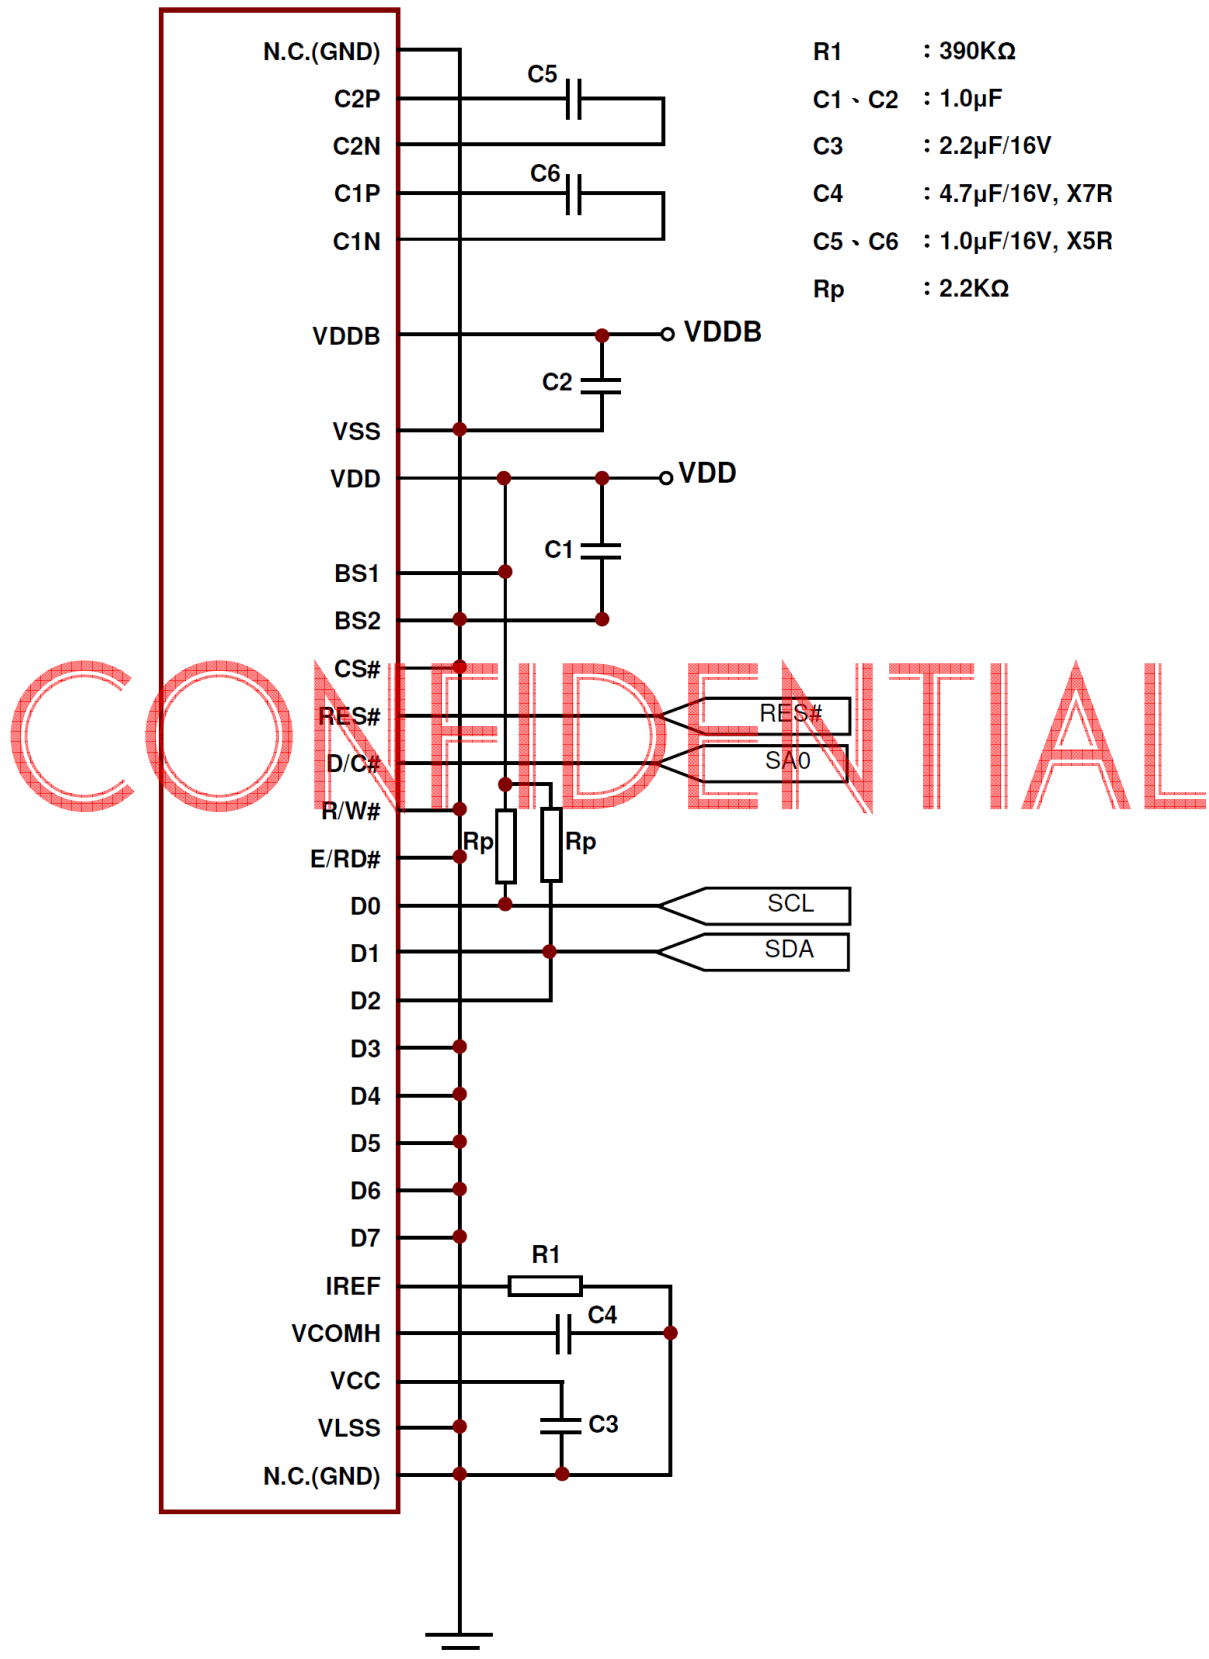 N.C.(GND)
C2P
C2N
C1P
C1N
VDDB
VSS
VDD
BS1
BS2
CS#
RES#
D/C#
R/W#
E/RD#
D0
D1
D2
D3
D4
D5
D6
D7
IREF
VCOMH
VCC
VLSS
N.C.(GND)
C5
C6
VDDB
C2
VDD
C1
RES#
SA0
Rp
Rp
SCL
SDA
R1
C4
C3
R1 : 390KΩ
C1、C2 : 1.0μF
C3 : 2.2μF/16V
C4 : 4.7μF/16V, X7R
C5、C6 : 1.0μF/16V, X5R
Rp : 2.2KΩ
CONFIDENTIAL